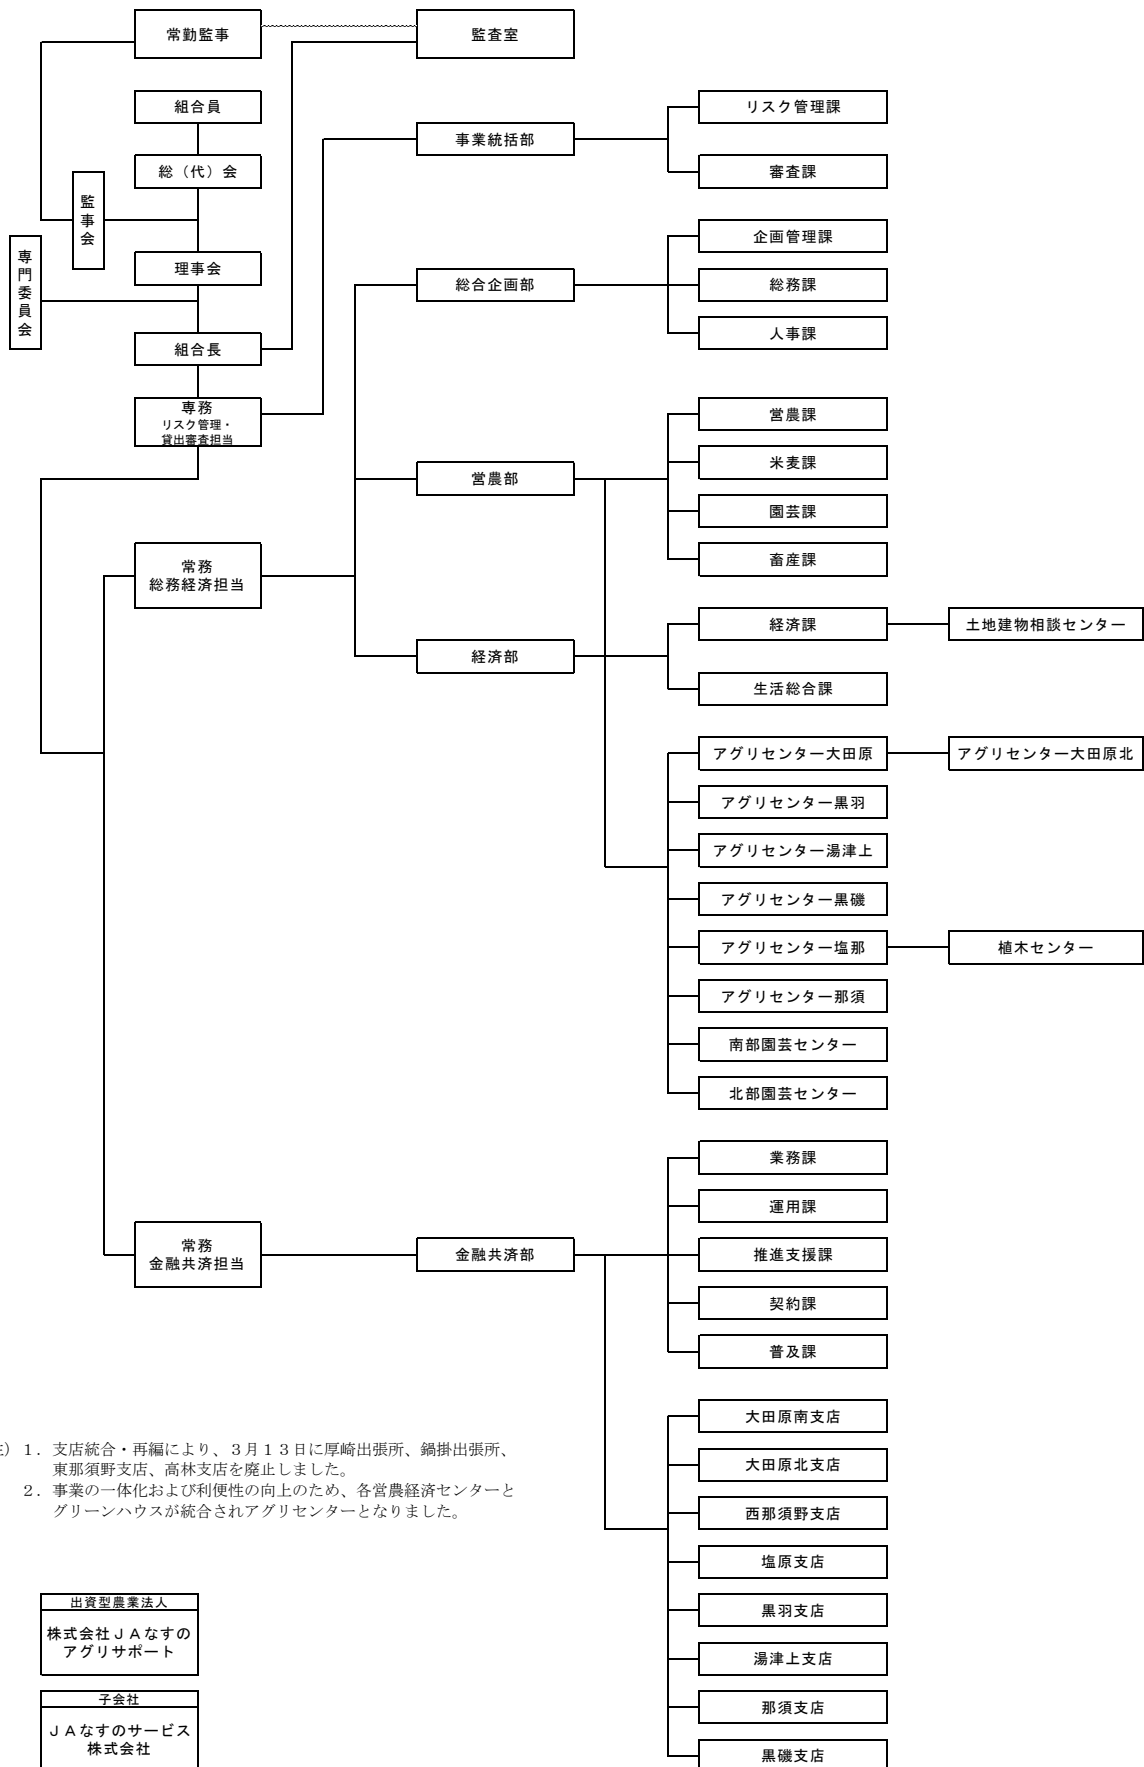 常勤監事
監査室
組合員
総（代）会
監事会
専門委員会
理事会
組合長
専務
リスク管理・
貸出審査担当
事業統括部
リスク管理課
審査課
総合企画部
企画管理課
総務課
人事課
営農部
営農課
米麦課
園芸課
畜産課
常務
総務経済担当
経済部
経済課
土地建物相談センター
生活総合課
アグリセンター大田原
アグリセンター大田原北
アグリセンター黒羽
アグリセンター湯津上
アグリセンター黒磯
アグリセンター塩那
植木センター
アグリセンター那須
南部園芸センター
北部園芸センター
常務
金融共済担当
金融共済部
業務課
運用課
推進支援課
契約課
普及課
大田原南支店
大田原北支店
西那須野支店
塩原支店
黒羽支店
湯津上支店
那須支店
黒磯支店
）１．支店統合・再編により、３月１３日に厚崎出張所、鍋掛出張所、
東那須野支店、高林支店を廃止しました。
２．事業の一体化および利便性の向上のため、各営農経済センターと
グリーンハウスが統合されアグリセンターとなりました。
出資型農業法人
株式会社ＪＡなすの
アグリサポート
子会社
ＪＡなすのサービス
株式会社